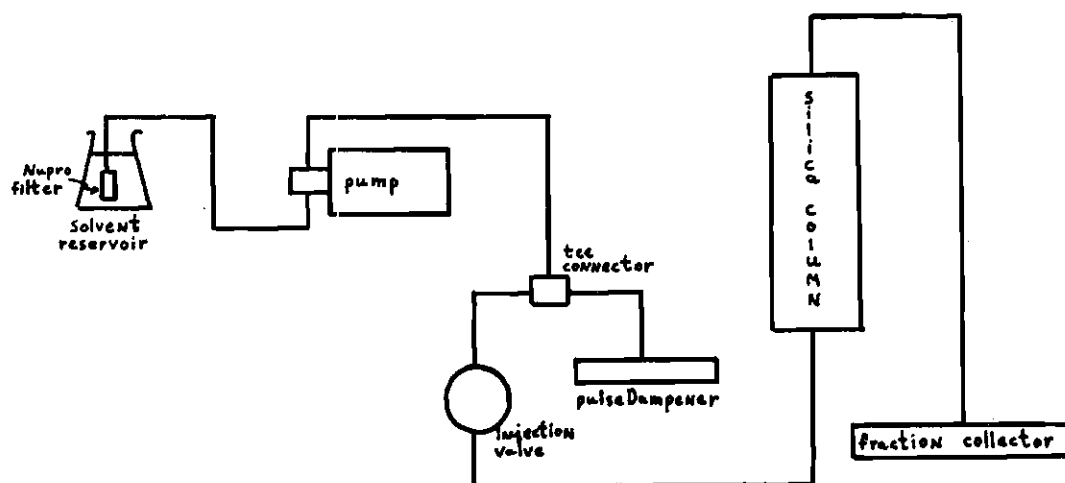 Nupro
filter
solvent
reservoir
pump
tee
connector
injection
valve
pulse Dampener
silica column
fraction collector